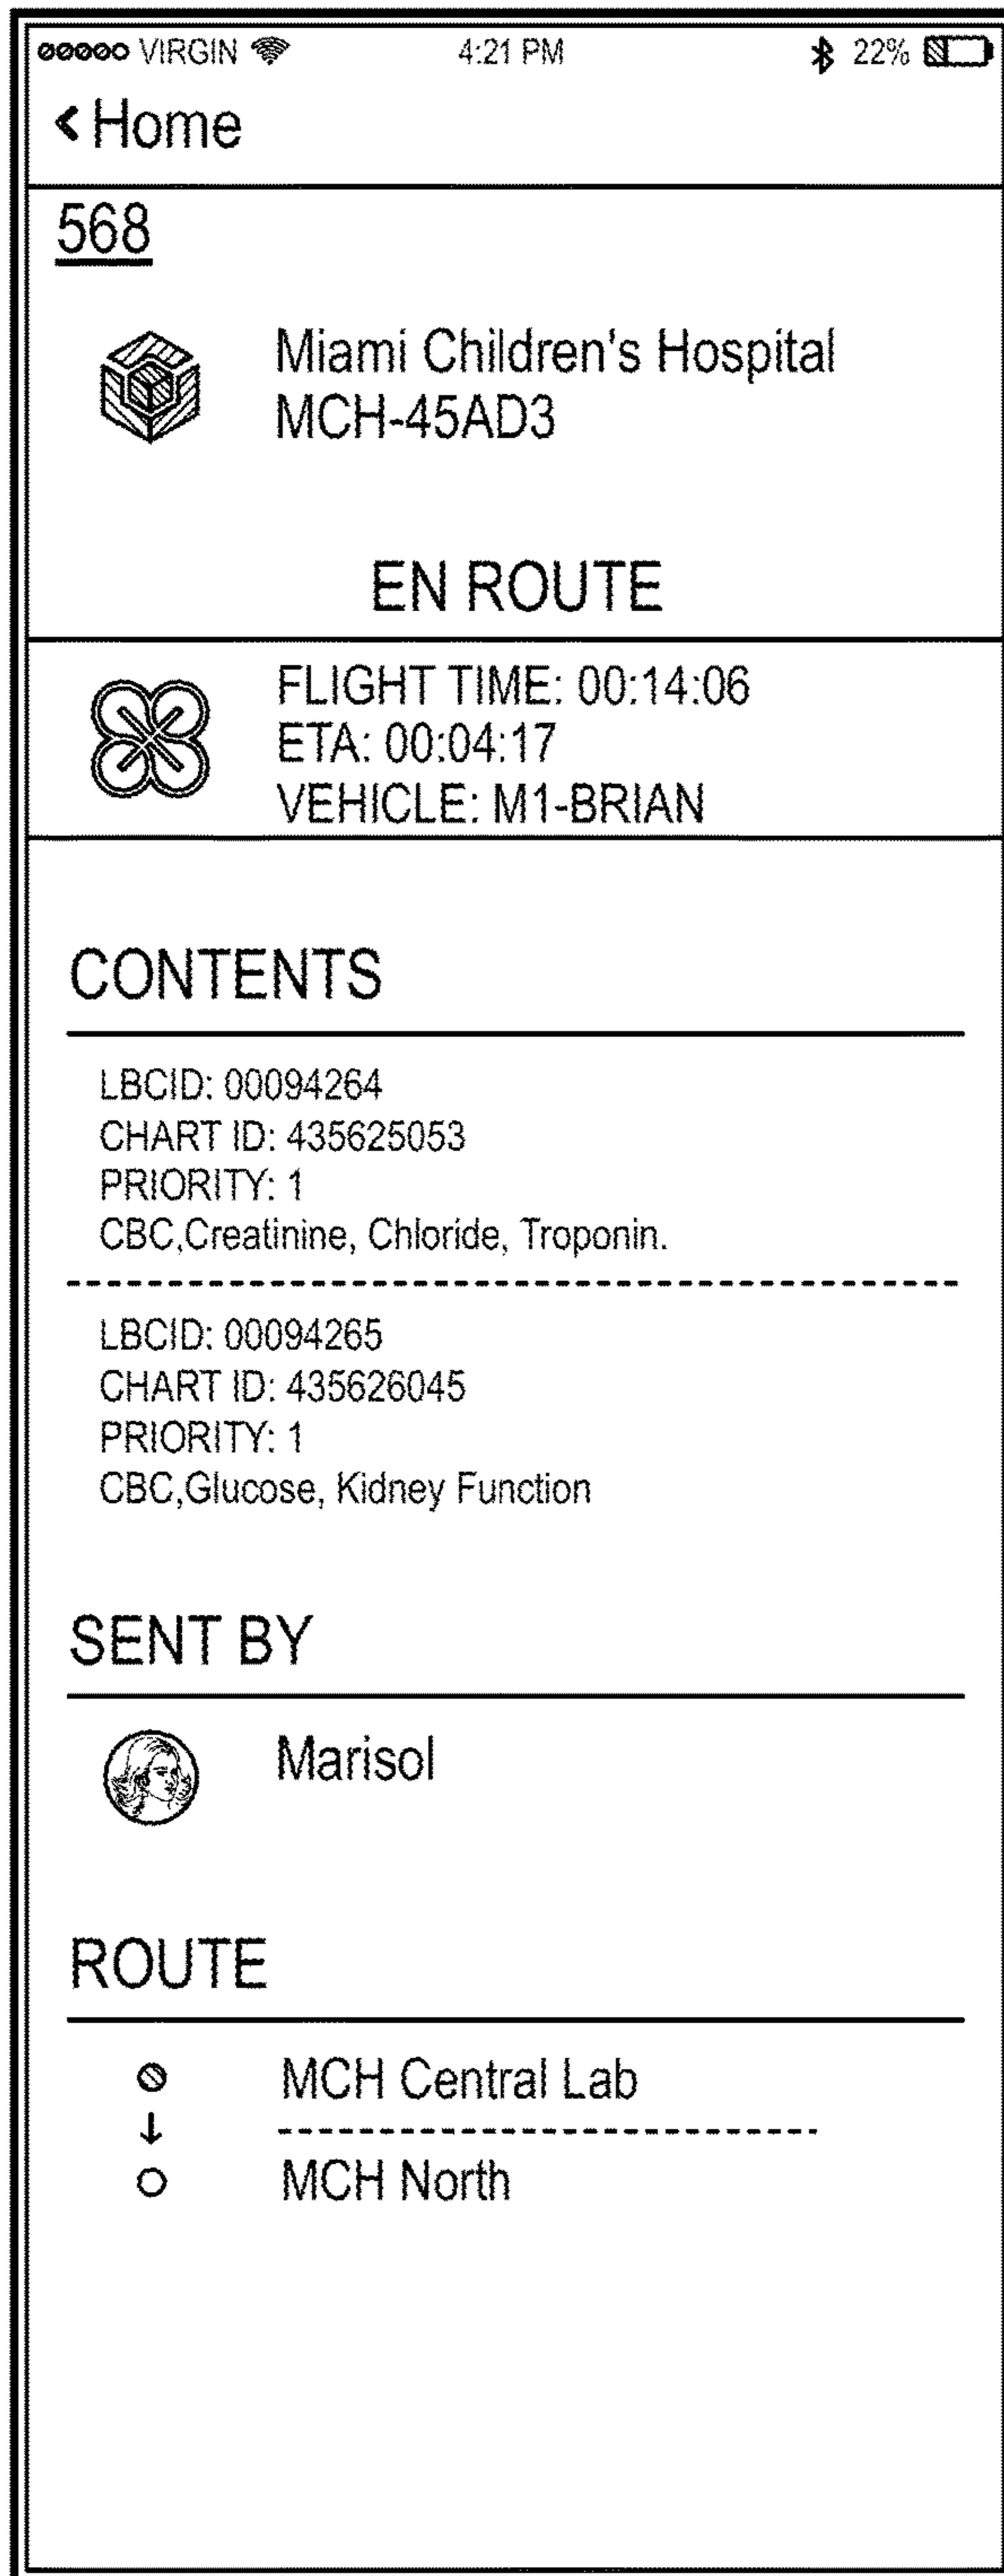 VIRGIN 4:21 PM 22%
< Home
568
Miami Children's Hospital
MCH-45AD3
EN ROUTE
FLIGHT TIME: 00:14:06
ETA: 00:04:17
VEHICLE: M1-BRIAN
CONTENTS
LBCID: 00094264
CHART ID: 435625053
PRIORITY: 1
CBC,Creatinine, Chloride, Troponin.
LBCID: 00094265
CHART ID: 435626045
PRIORITY: 1
CBC,Glucose, Kidney Function
SENT BY
Marisol
ROUTE
MCH Central Lab
MCH North